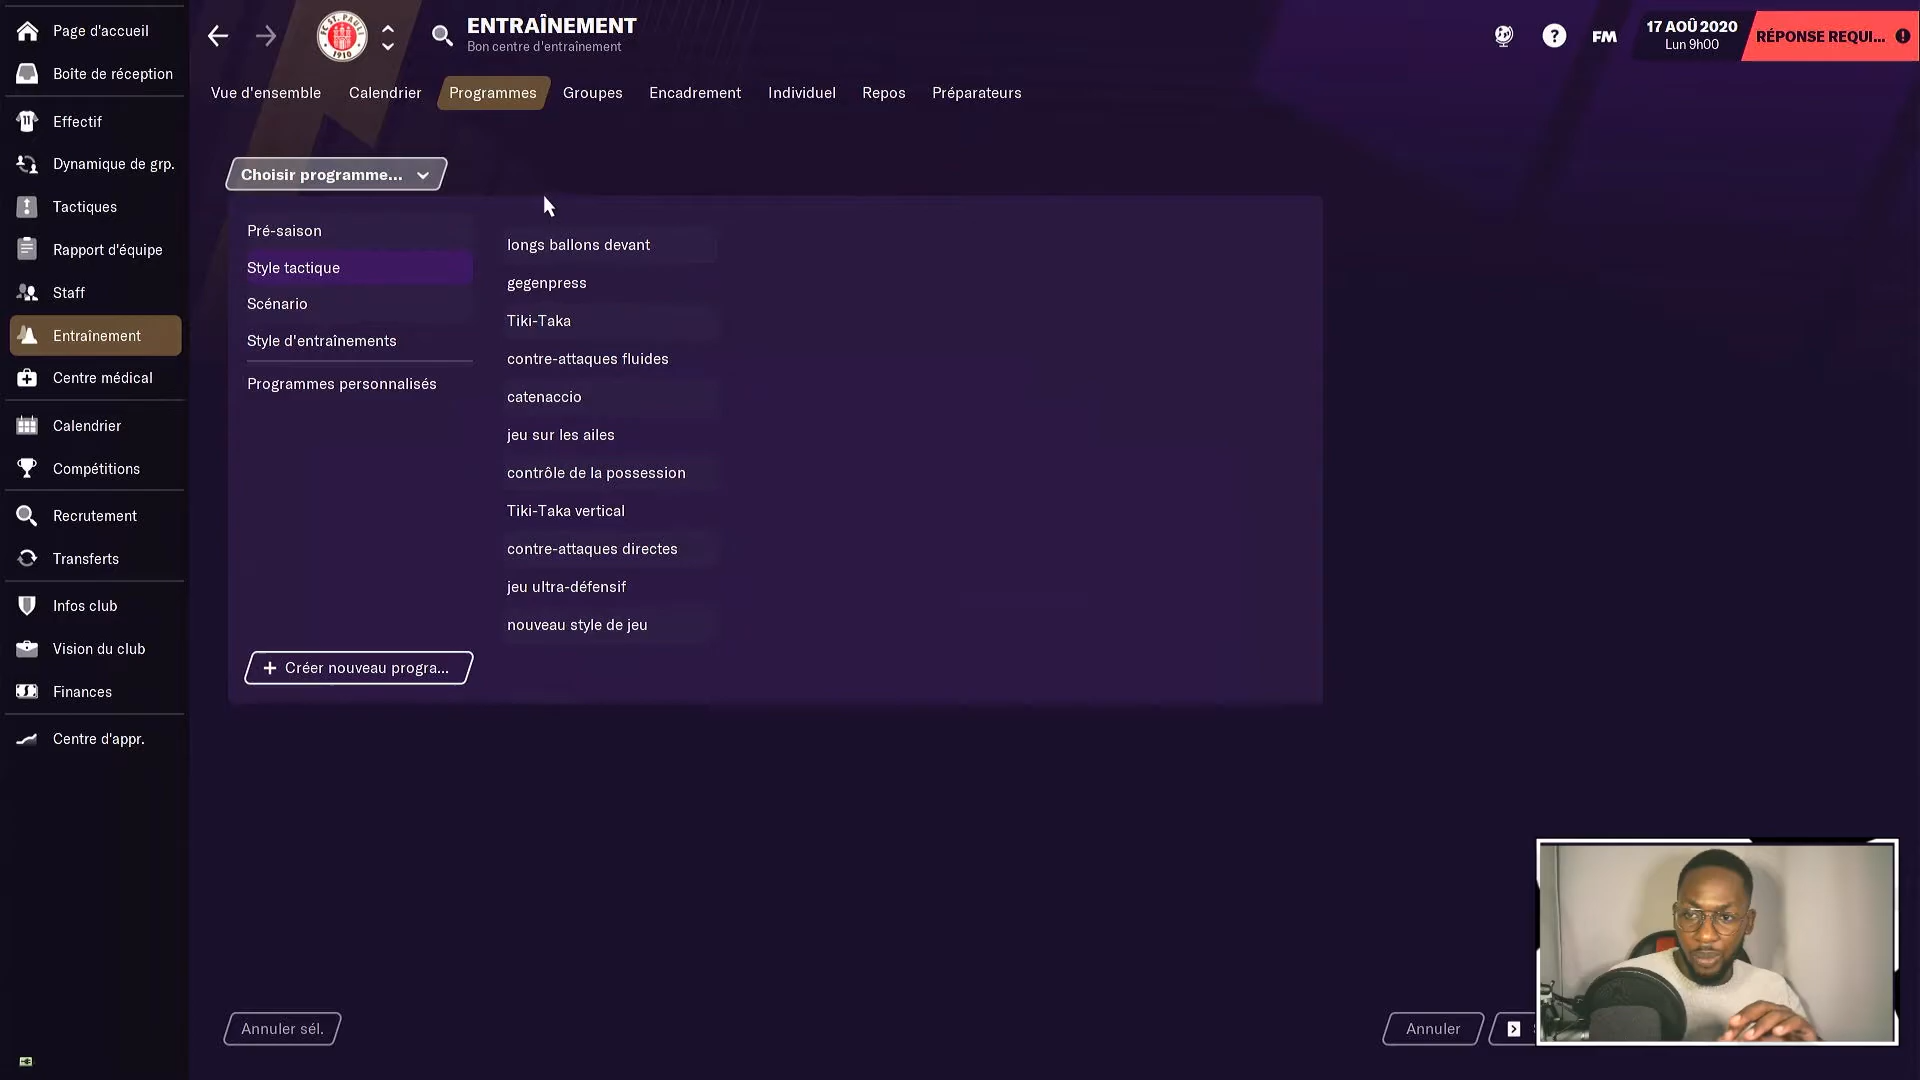 Page d'accueil
Boîte de réception
Effectif
Dynamique de grp.
Tactiques
Rapport d'équipe
Staff
Entraînement
Centre médical
Calendrier
Compétitions
Recrutement
Transferts
Infos club
Vision du club
Finances
Centre d'appr.
FC ST. PAULI
1910
ENTRAÎNEMENT
Bon centre d'entraînement
FM
17 AOÛ 2020
Lun 9h00
RÉPONSE REQUI...
Vue d'ensemble
Calendrier
Programmes
Groupes
Encadrement
Individuel
Repos
Préparateurs
Choisir programme...
Pré-saison
Style tactique
Scénario
Style d'entraînements
Programmes personnalisés
longs ballons devant
gegenpress
Tiki-Taka
contre-attaques fluides
catenaccio
jeu sur les ailes
contrôle de la possession
Tiki-Taka vertical
contre-attaques directes
jeu ultra-défensif
nouveau style de jeu
+ Créer nouveau progra...
Annuler sél.
Annuler